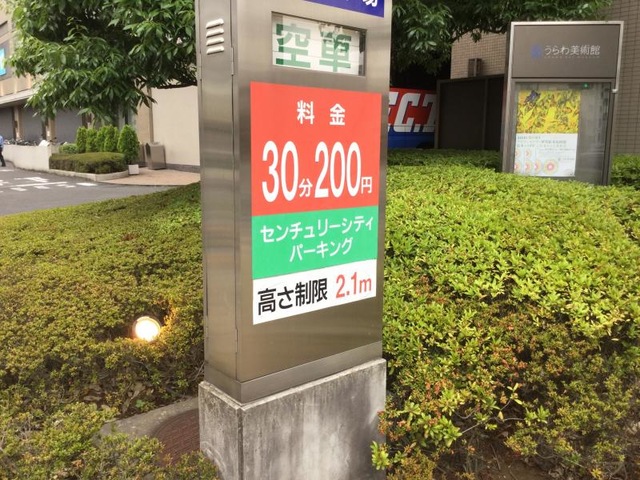 場
空車
料金
30分200円
センチュリーシティ
パーキング
高さ制限 2.1m
うらわ美術館